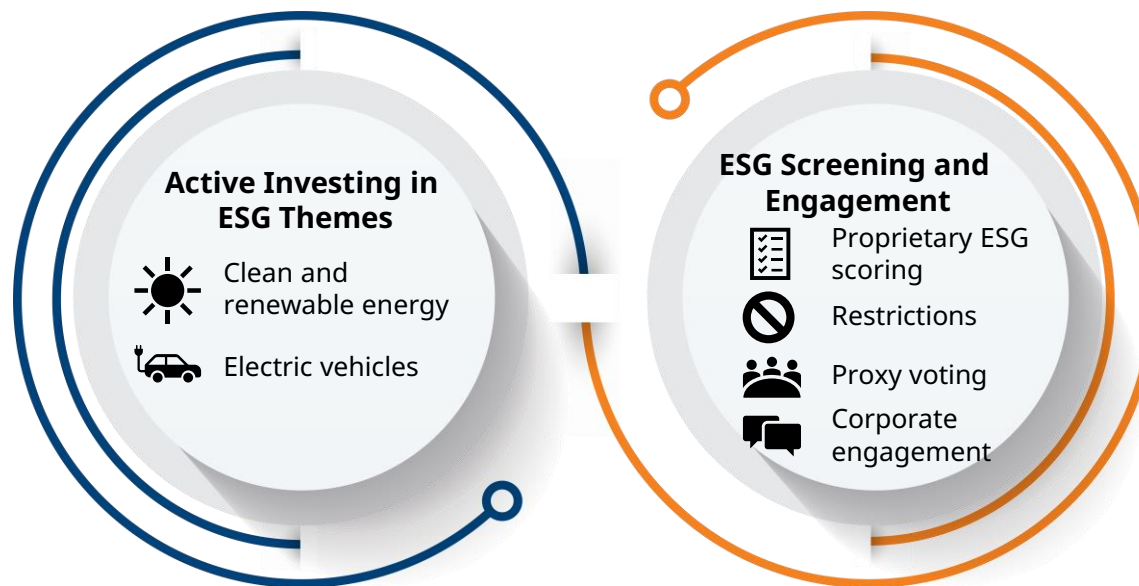 Active Investing in
ESG Themes
Clean and
renewable energy
Electric vehicles
ESG Screening and
Engagement
Proprietary ESG
scoring
Restrictions
Proxy voting
Corporate
engagement